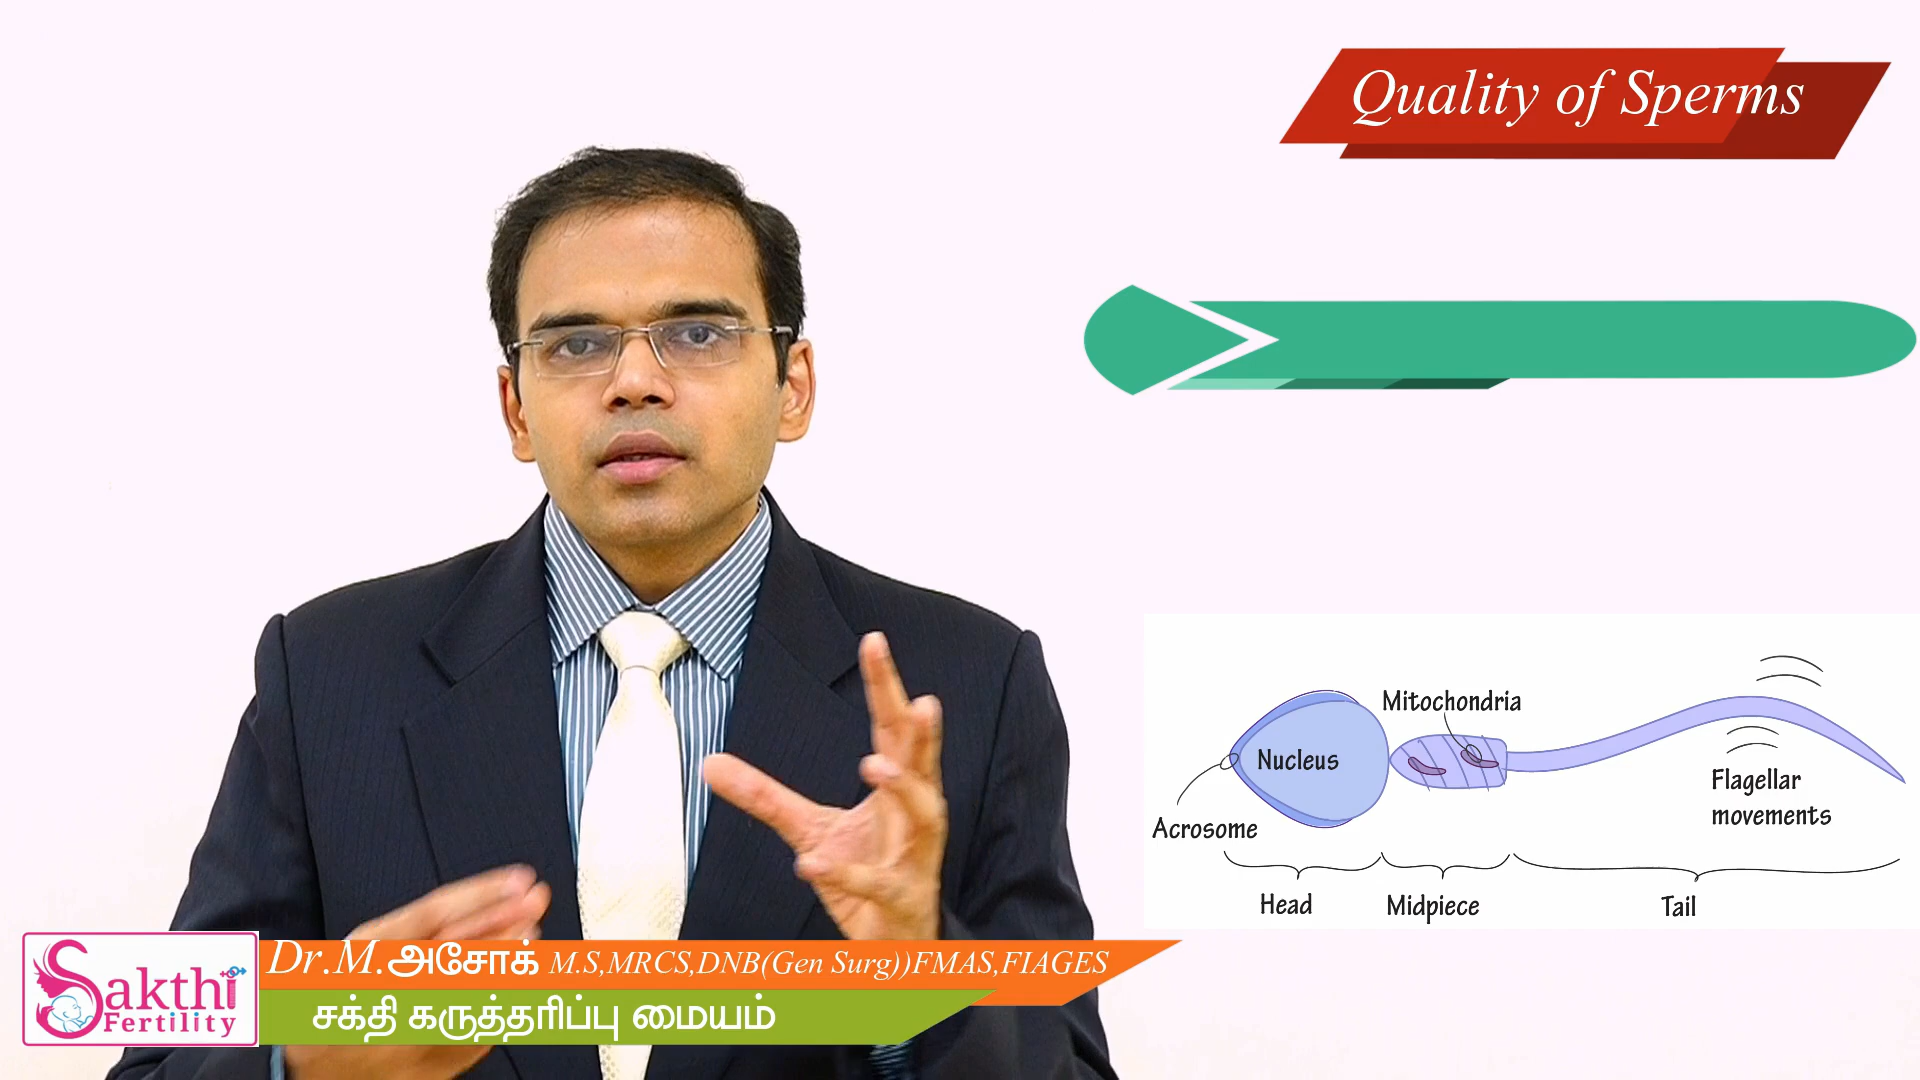 Quality of Sperms
Mitochondria
Nucleus
Flagellar
movements
Acrosome
Head
Midpiece
Tail
Sakthi
Fertility
Dr.M.அசோக் M.S,MRCS,DNB(Gen Surg))FMAS,FIAGES
சக்தி கருத்தரிப்பு மையம்